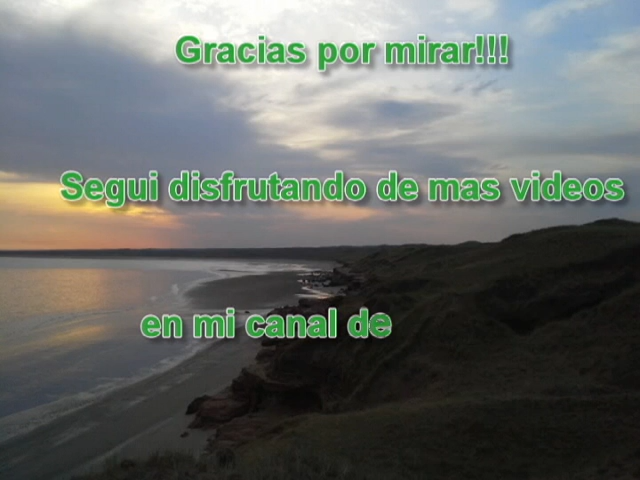 Gracias por mirar!!!
Segui disfrutando de mas videos
en mi canal de